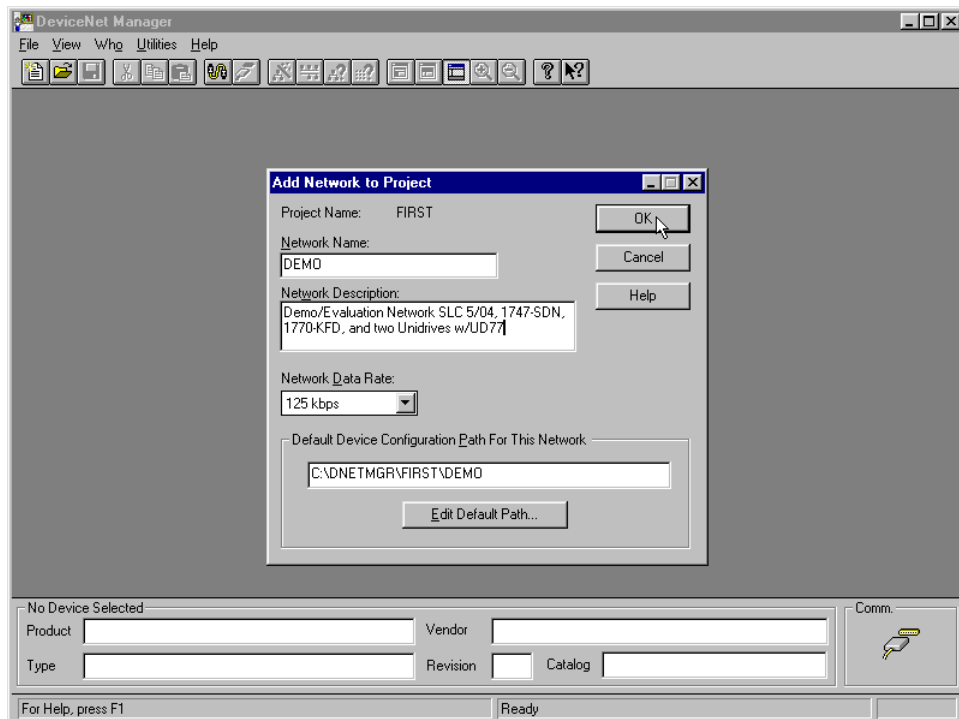 DeviceNet Manager
File View Who Utilities Help
Add Network to Project
Project Name: FIRST
OK
Network Name:
DEMO
Cancel
Network Description:
Help
Demo/Evaluation Network SLC 5/04, 1747-SDN,
1770-KFD, and two Unidrives w/UD77
Network Data Rate:
125 kbps
Default Device Configuration Path For This Network
C:\DNETMGR\FIRST\DEMO
Edit Default Path...
No Device Selected
Comm.
Product
Vendor
Type
Revision
Catalog
For Help, press F1
Ready